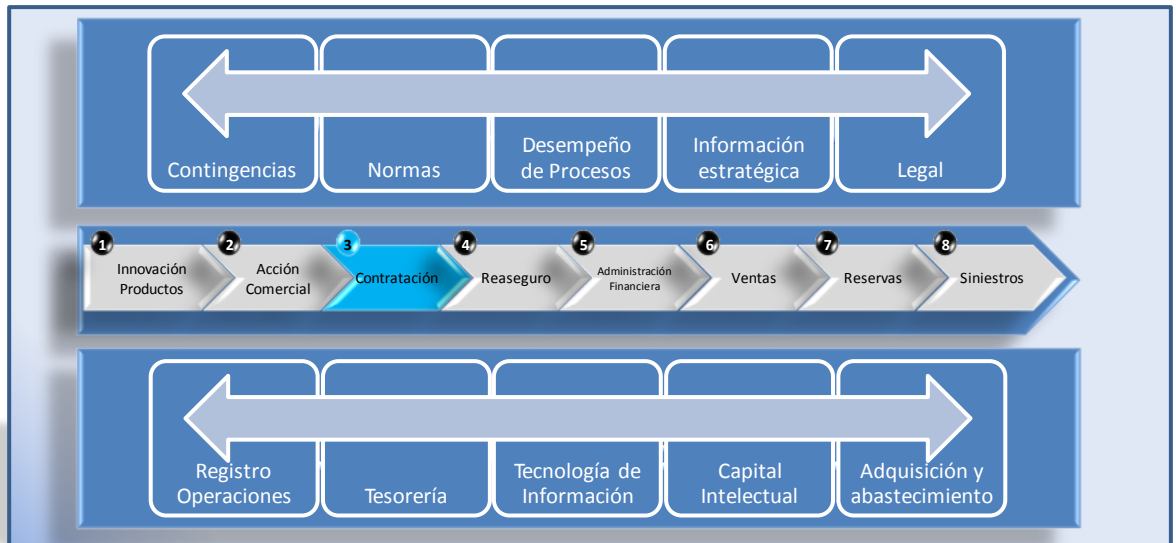 Contingencias
Normas
Desempeño
de Procesos
Información
estratégica
Legal
1
Innovación
Productos
2
Acción
Comercial
3
Contratación
4
Reaseguro
5
Administración
Financiera
6
Ventas
7
Reservas
8
Siniestros
Registro
Operaciones
Tesorería
Tecnología de
Información
Capital
Intelectual
Adquisición y
abastecimiento